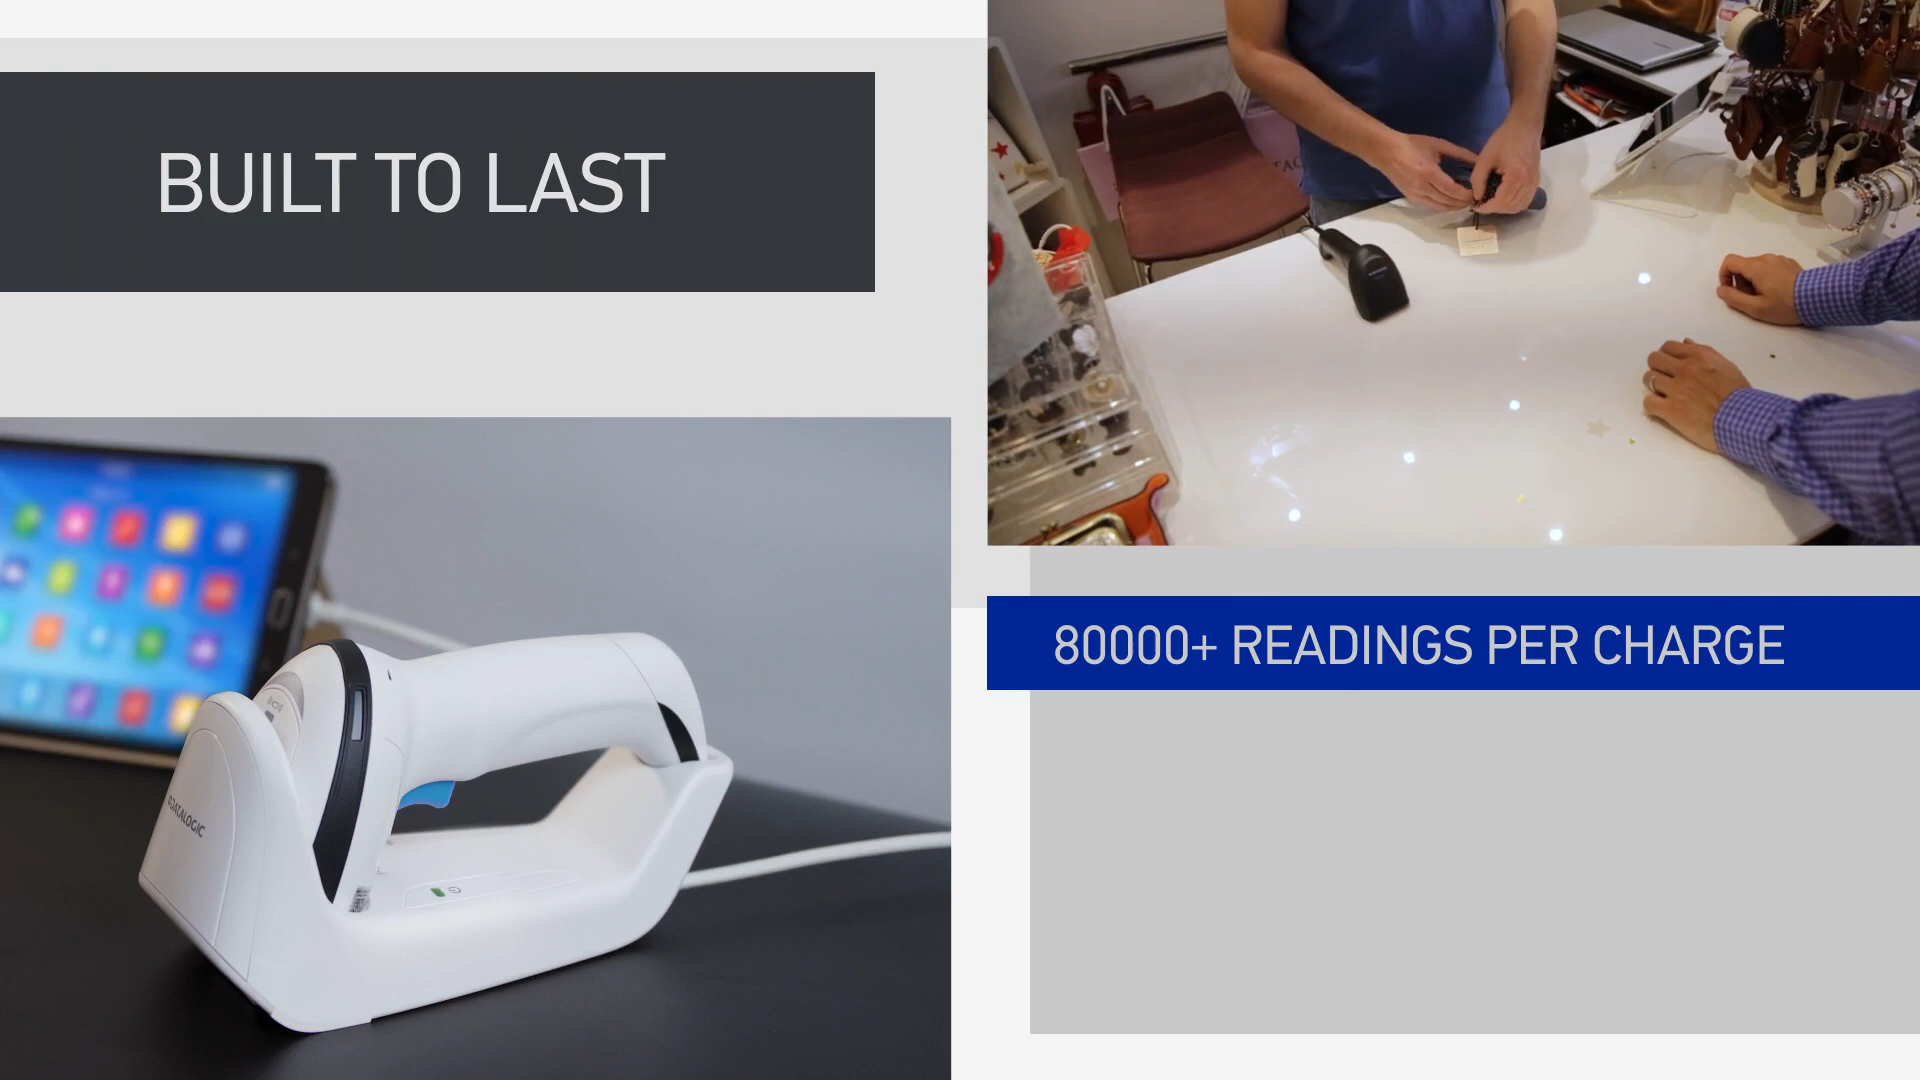 BUILT TO LAST
80000+ READINGS PER CHARGE
DATALOGIC